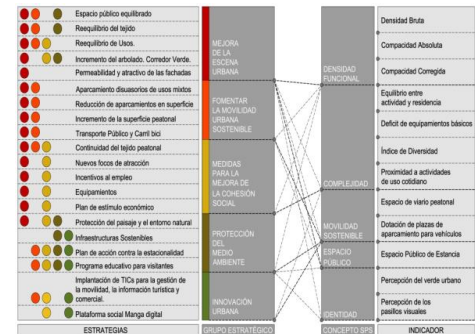 Espacio público equilibrado
Reequilibrio del tejido
Reequilibrio de Usos.
Incremento del arbolado. Corredor Verde.
Permeabilidad y atractivo de las fachadas
Aparcamiento disuasorios de usos mixtos
Reducción de aparcamientos en superficie
Incremento de la superficie peatonal
Transporte Público y Carril bici
Continuidad del tejido peatonal
Nuevos focos de atracción
Incentivos al empleo
Equipamientos
Plan de estímulo económico
Protección del paisaje y el entorno natural
Infraestructuras Sostenibles
Plan de acción contra la estacionalidad
Programa educativo para visitantes
Implantación de TICs para la gestión de
la movilidad, la información turística y
comercial.
Plataforma social Manga digital
ESTRATEGIAS
MEJORA
DE LA
ESCENA
URBANA
FOMENTAR
LA MOVILIDAD
URBANA
SOSTENIBLE
MEDIDAS
PARA LA
MEJORA DE
LA COHESIÓN
SOCIAL
PROTECCIÓN
DEL
MEDIO
AMBIENTE
INNOVACIÓN
URBANA
GRUPO ESTRATÉGICO
DENSIDAD
FUNCIONAL
COMPLEJIDAD
MOVILIDAD
SOSTENIBLE
ESPACIO
PÚBLICO
IDENTIDAD
CONCEPTO SPS
Densidad Bruta
Compacidad Absoluta
Compacidad Corregida
Equilibrio entre
actividad y residencia
Deficit de equipamientos básicos
Índice de Diversidad
Proximidad a actividades
de uso cotidiano
Espacio de viario peatonal
Dotación de plazas de
aparcamiento para vehículos
Espacio Público de Estancia
Percepción del verde urbano
Percepción de los
pasillos visuales
INDICADOR